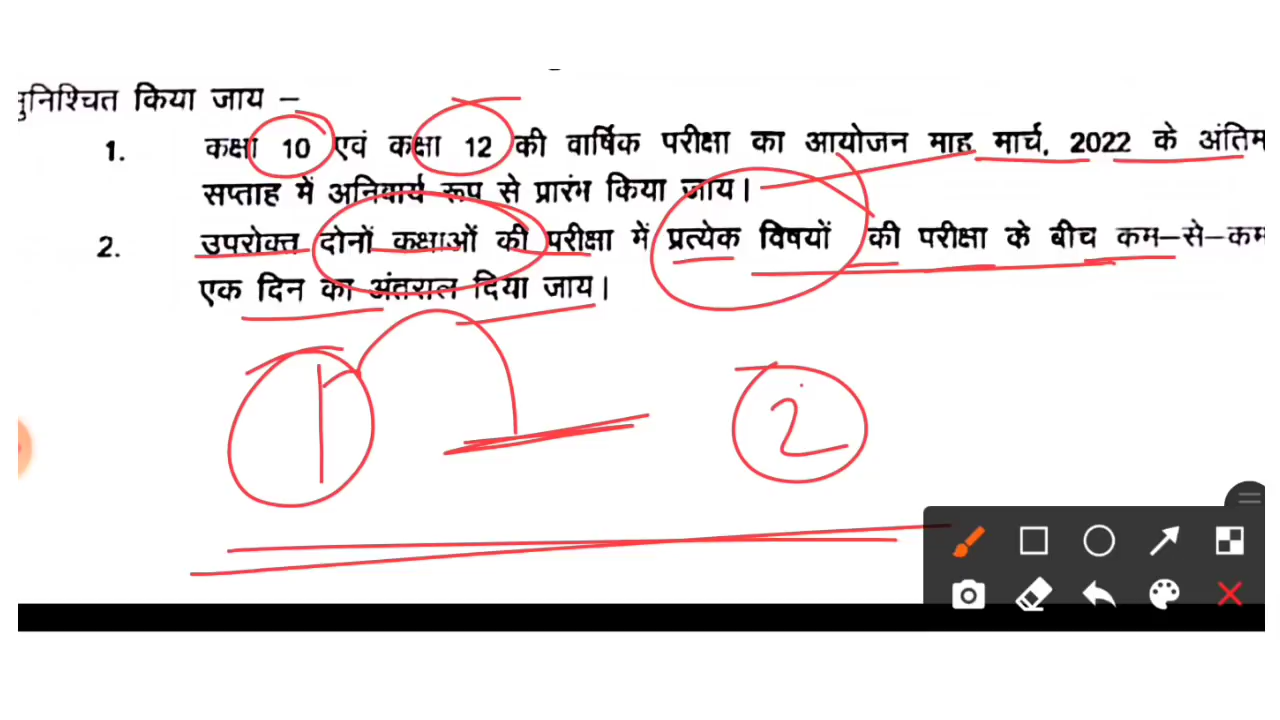 सुनिश्चित किया जाय –
1. कक्षा 10 एवं कक्षा 12 की वार्षिक परीक्षा का आयोजन माह मार्च, 2022 के अंतिम
सप्ताह में अनिवार्य रूप से प्रारंभ किया जाय।
2. उपरोक्त दोनों कक्षाओं की परीक्षा में प्रत्येक विषयों की परीक्षा के बीच कम–से–कम
एक दिन का अंतराल दिया जाय।
1 2